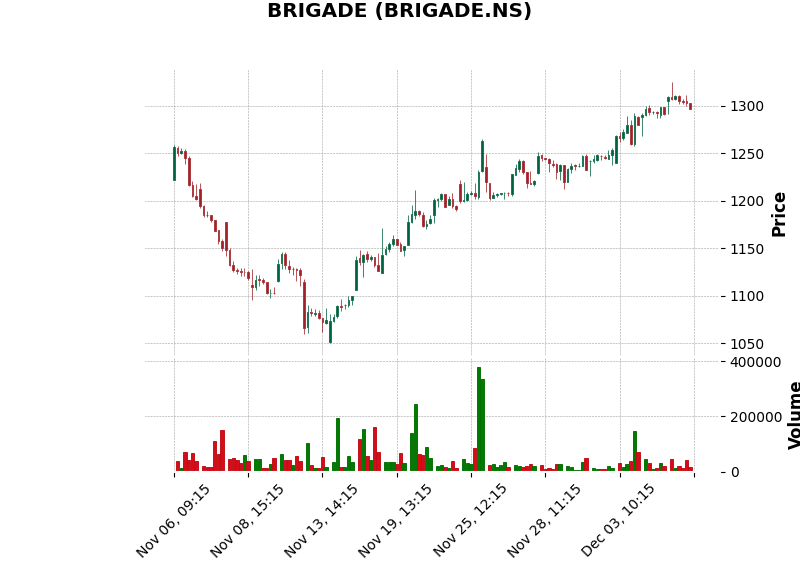 BRIGADE (BRIGADE.NS)
1300
1250
1200
1150
1100
1050
Price
400000
200000
0
Volume
Nov 06, 09:15
Nov 08, 15:15
Nov 13, 14:15
Nov 19, 13:15
Nov 25, 12:15
Nov 28, 11:15
Dec 03, 10:15